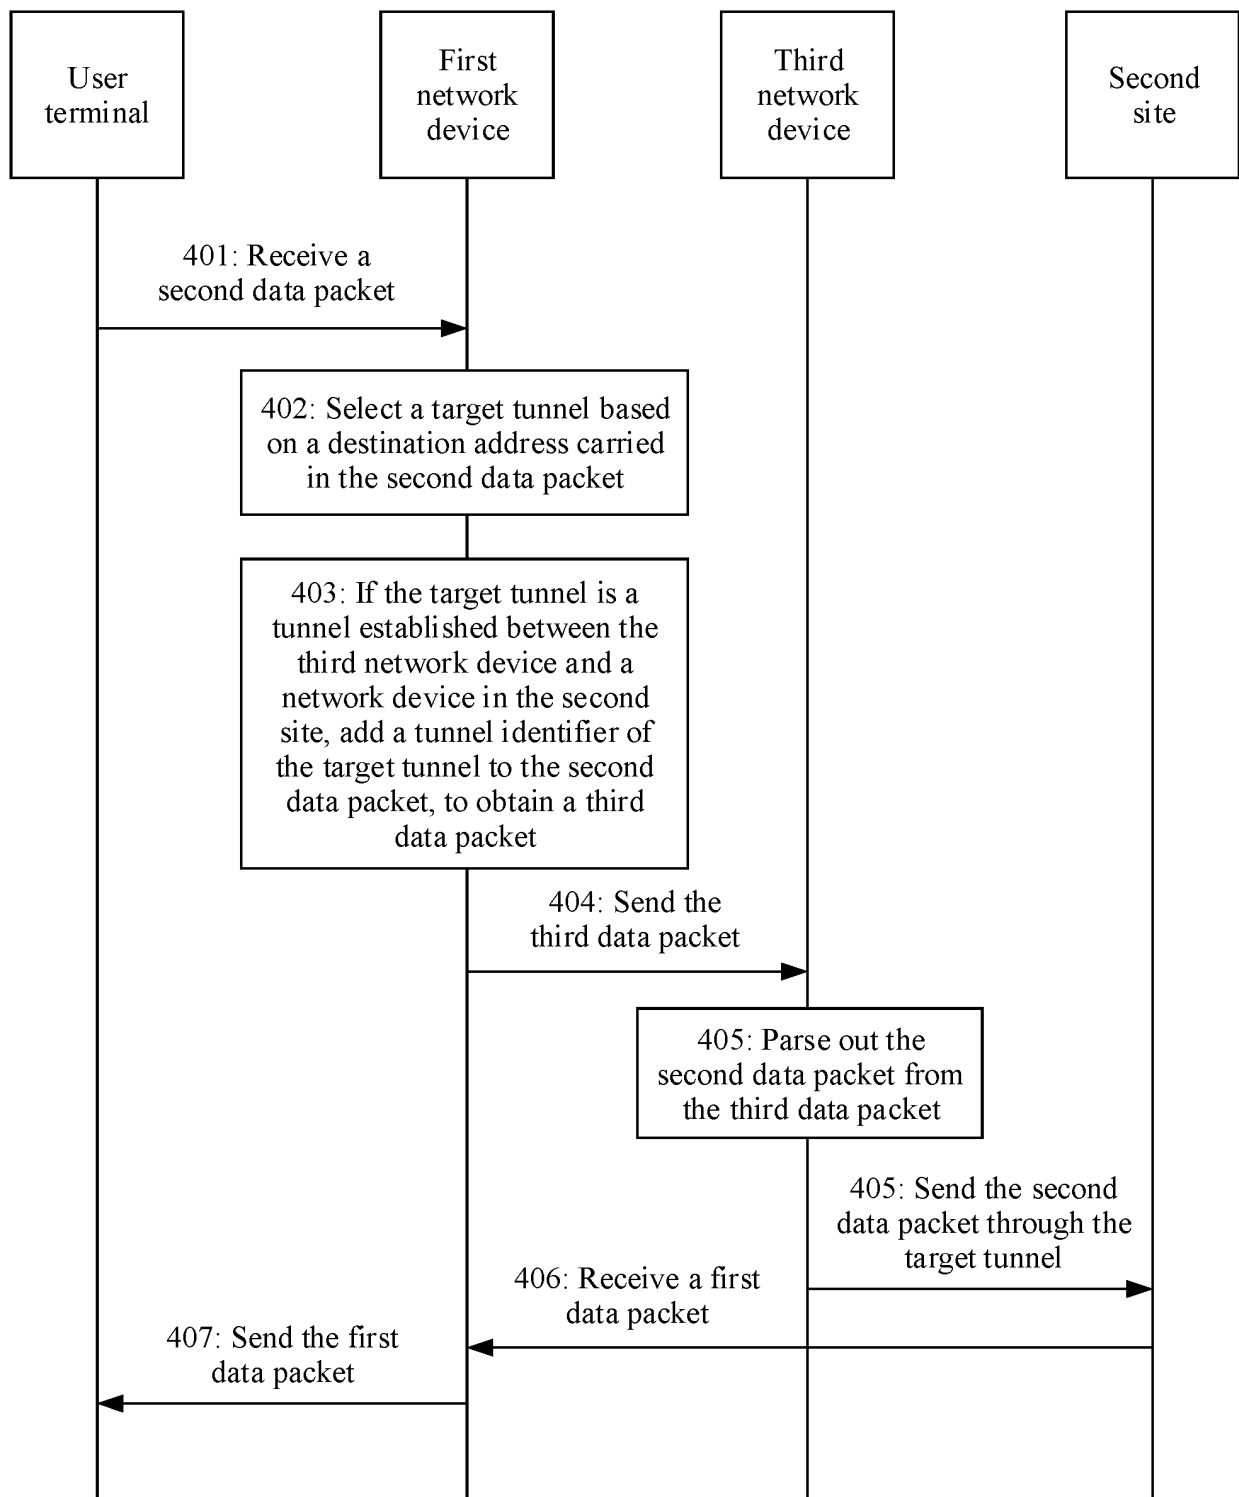 User
terminal
First
network
device
Third
network
device
Second
site
401: Receive a
second data packet
402: Select a target tunnel based
on a destination address carried
in the second data packet
403: If the target tunnel is a
tunnel established between the
third network device and a
network device in the second
site, add a tunnel identifier of
the target tunnel to the second
data packet, to obtain a third
data packet
404: Send the
third data packet
405: Parse out the
second data packet from
the third data packet
405: Send the second
data packet through the
target tunnel
406: Receive a first
data packet
407: Send the first
data packet